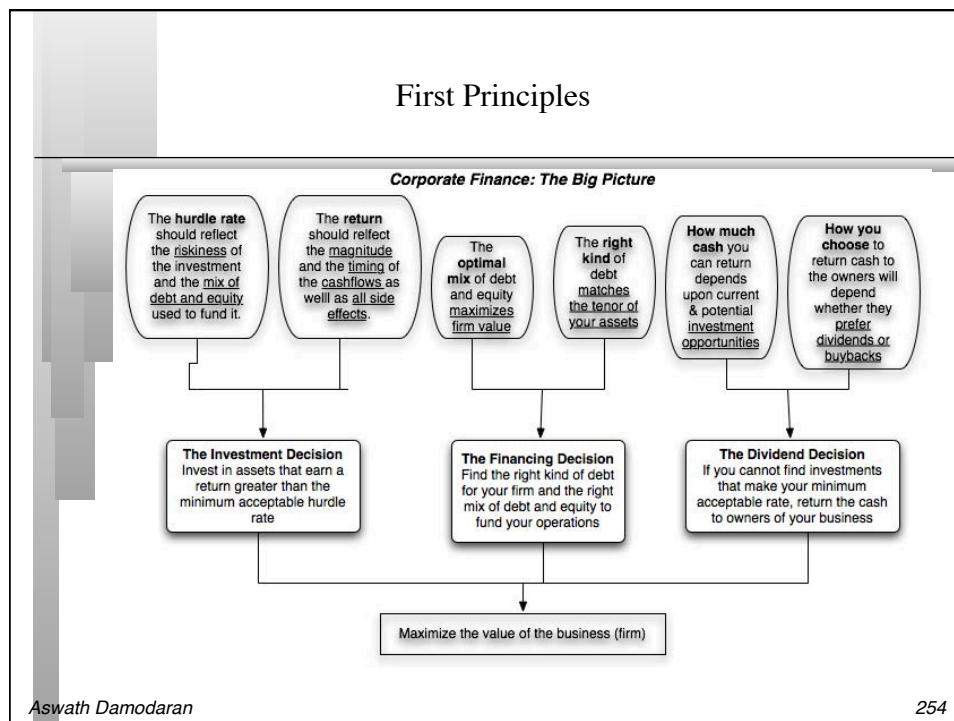 First Principles
Corporate Finance: The Big Picture
The hurdle rate
should reflect
the riskiness of
the investment
and the mix of
debt and equity
used to fund it.
The return
should relfect
the magnitude
and the timing of
the cashflows as
welll as all side
effects.
The
optimal
mix of debt
and equity
maximizes
firm value
The right
kind of
debt
matches
the tenor of
your assets
How much
cash you
can return
depends
upon current
& potential
investment
opportunities
How you
choose to
return cash to
the owners will
depend
whether they
prefer
dividends or
buybacks
The Investment Decision
Invest in assets that earn a
return greater than the
minimum acceptable hurdle
rate
The Financing Decision
Find the right kind of debt
for your firm and the right
mix of debt and equity to
fund your operations
The Dividend Decision
If you cannot find investments
that make your minimum
acceptable rate, return the cash
to owners of your business
Maximize the value of the business (firm)
Aswath Damodaran
254